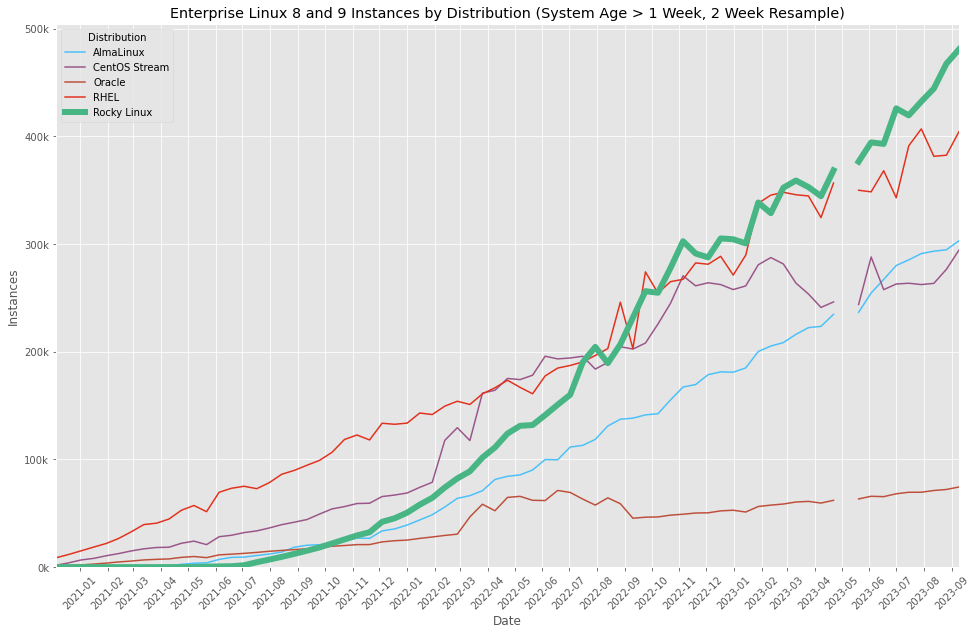 Enterprise Linux 8 and 9 Instances by Distribution (System Age > 1 Week, 2 Week Resample)
Distribution
AlmaLinux
CentOS Stream
Oracle
RHEL
Rocky Linux
500k
400k
300k
200k
100k
0k
Instances
2021-01
2021-02
2021-03
2021-04
2021-05
2021-06
2021-07
2021-08
2021-09
2021-10
2021-11
2021-12
2022-01
2022-02
2022-03
2022-04
2022-05
2022-06
2022-07
2022-08
2022-09
2022-10
2022-11
2022-12
2023-01
2023-02
2023-03
2023-04
2023-05
2023-06
2023-07
2023-08
2023-09
Date